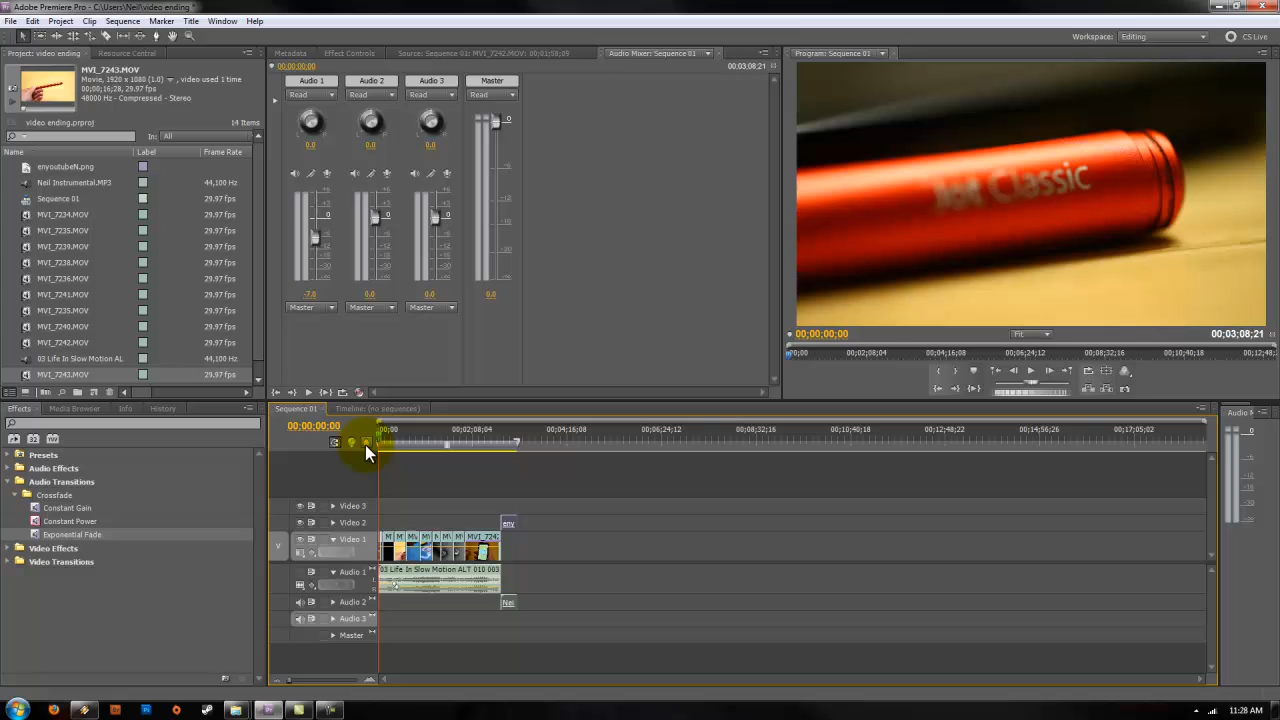 Adobe Premiere Pro - C:\Users\Neil\video ending *
File Edit Project Clip Sequence Marker Title Window Help
Workspace: Editing CS Live
Project: video ending Resource Central
MVI_7243.MOV
Movie, 1920 x 1080 (1.0) , video used 1 time
00;00;16;28, 29.97 fps
48000 Hz - Compressed - Stereo
video ending.prproj 14 Items
In: All
Name Label Frame Rate
enyoutubeN.png
Nail Instrumental.MP3 44,100 Hz
Sequence 01 29.97 fps
MVI_7234.MOV 29.97 fps
MVI_7235.MOV 29.97 fps
MVI_7239.MOV 29.97 fps
MVI_7238.MOV 29.97 fps
MVI_7236.MOV 29.97 fps
MVI_7241.MOV 29.97 fps
MVI_7235.MOV 29.97 fps
MVI_7240.MOV 29.97 fps
MVI_7242.MOV 29.97 fps
03 Life In Slow Motion AL 44,100 Hz
MVI_7243.MOV 29.97 fps
Metadata Effect Controls Source: Sequence 01: MVI_7242.MOV: 00;01;58;09 Audio Mixer: Sequence 01
00;00;00;00 00;03;08;21
Audio 1 Audio 2 Audio 3 Master
Read Read Read Read
0.0 0.0 0.0
-7.0 0.0 0.0 0.0
Master Master Master
Program: Sequence 01
Jot Classic
00;00;00;00 Fit 00;03;08;21
00;00 00;02;08;04 00;04;16;08 00;06;24;12 00;08;32;16 00;10;40;18 00;12;48;
Effects Media Browser Info History
Presets
Audio Effects
Audio Transitions
Crossfade
Constant Gain
Constant Power
Exponential Fade
Video Effects
Video Transitions
Sequence 01 Timeline: (no sequences)
00;00;00;00
00;00 00;02;08;04 00;04;16;08 00;06;24;12 00;08;32;16 00;10;40;18 00;12;48;22 00;14;56;26 00;17;05;02
Video 3
Video 2 eny
Video 1 MVI_7243
Audio 1 03 Life In Slow Motion ALT 010 003
Audio 2 Nei
Audio 3
Master
Audio M
11:28 AM